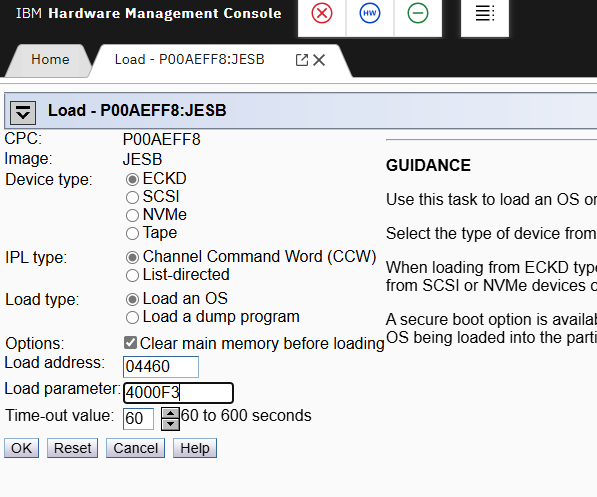 IBM Hardware Management Console
HW
Home
Load - P00AEFF8:JESB
Load - P00AEFF8:JESB
CPC: P00AEFF8
Image: JESB
Device type: ECKD
SCSI
NVMe
Tape
IPL type: Channel Command Word (CCW)
List-directed
Load type: Load an OS
Load a dump program
Options: Clear main memory before loading
Load address: 04460
Load parameter: 4000F3
Time-out value: 60 60 to 600 seconds
OK Reset Cancel Help
GUIDANCE
Use this task to load an OS or
Select the type of device from
When loading from ECKD type
from SCSI or NVMe devices
A secure boot option is availab
OS being loaded into the parti